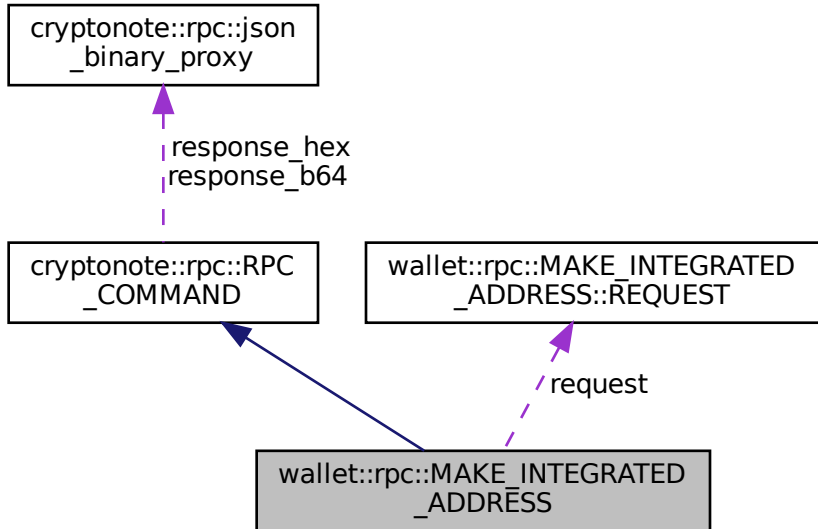 cryptonote::rpc::json
_binary_proxy
response_hex
response_b64
cryptonote::rpc::RPC
_COMMAND
wallet::rpc::MAKE_INTEGRATED
_ADDRESS::REQUEST
request
wallet::rpc::MAKE_INTEGRATED
_ADDRESS